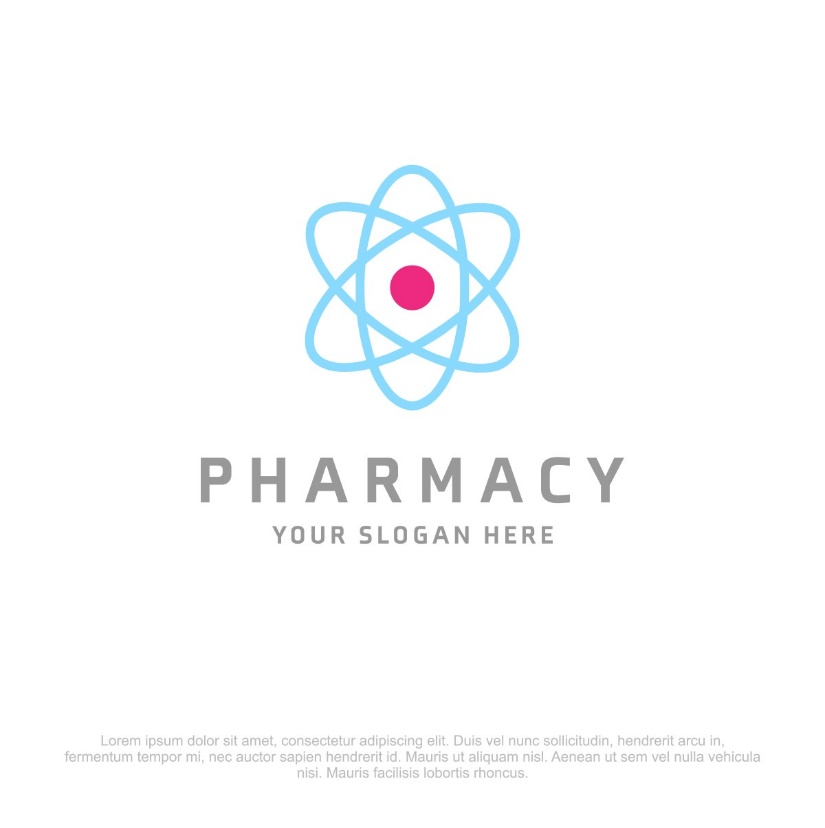 PHARMACY
YOUR SLOGAN HERE
Lorem ipsum dolor sit amet, consectetur adipiscing elit. Duis vel nunc sollicitudin, hendrerit arcu in,
fermentum tempor mi, nec auctor sapien hendrerit id. Mauris ut aliquam nisl. Aenean ut sem vel nulla vehicula
nisi. Mauris facilisis lobortis rhoncus.